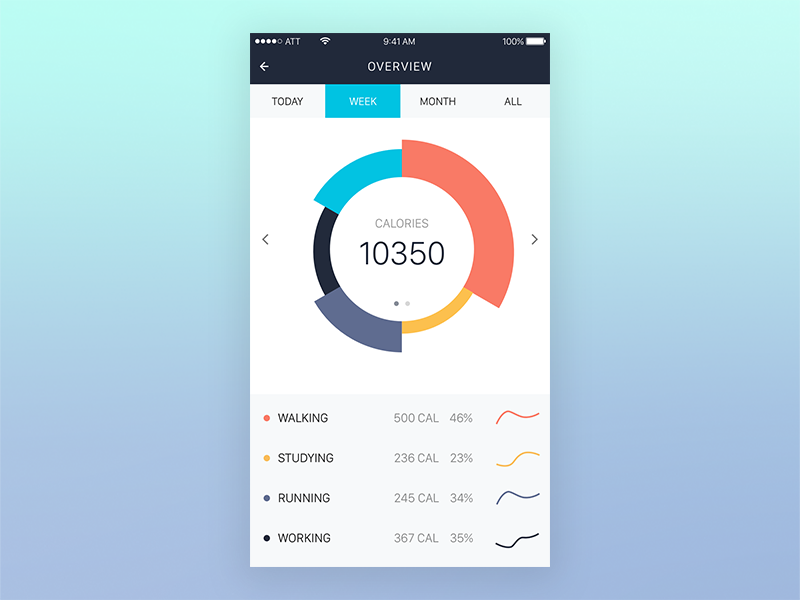 ATT 9:41 AM 100%
OVERVIEW
TODAY WEEK MONTH ALL
CALORIES
10350
WALKING 500 CAL 46%
STUDYING 236 CAL 23%
RUNNING 245 CAL 34%
WORKING 367 CAL 35%